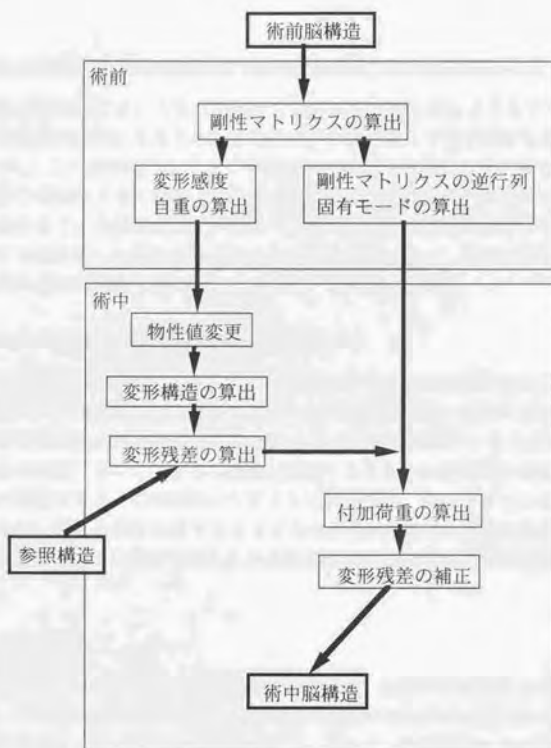 術前脳構造
術前
剛性マトリクスの算出
変形感度
自重の算出
剛性マトリクスの逆行列
固有モードの算出
術中
物性値変更
変形構造の算出
変形残差の算出
付加荷重の算出
参照構造
変形残差の補正
術中脳構造